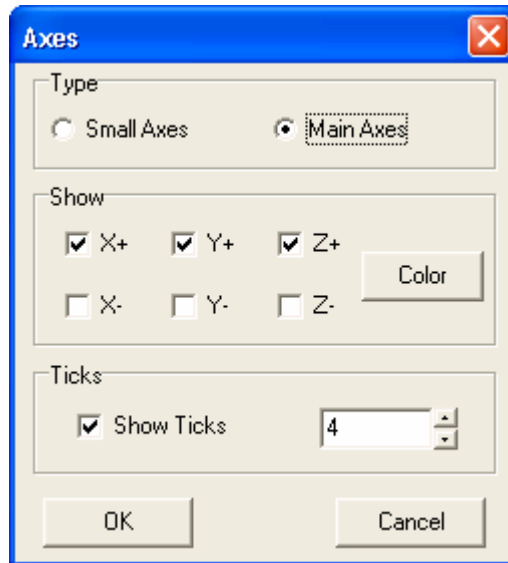 Axes
Type
Small Axes Main Axes
Show
X+ Y+ Z+
Color
X- Y- Z-
Ticks
Show Ticks 4
OK Cancel